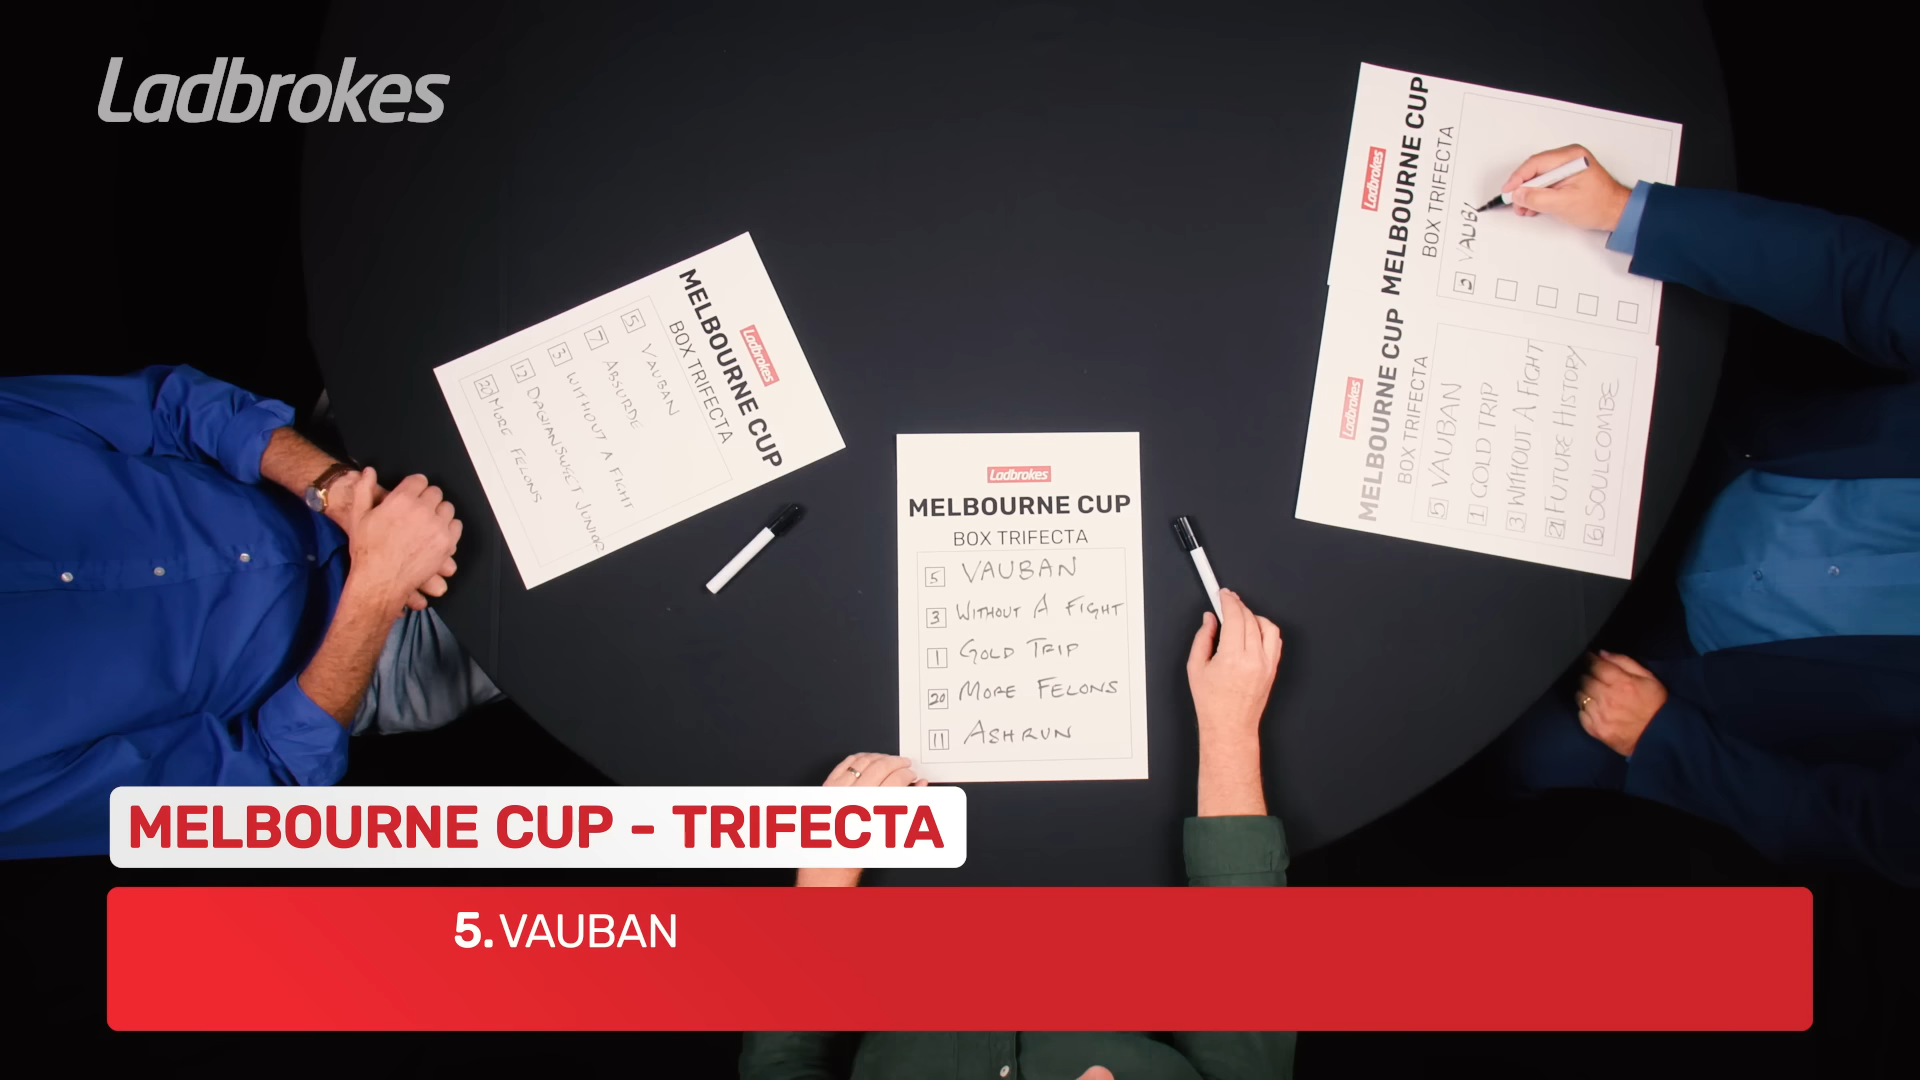 Ladbrokes
Ladbrokes
MELBOURNE CUP
BOX TRIFECTA
5 VAUBAN
7 ABSURDE
3 WITHOUT A FIGHT
12 DAQIANSWEET JUNIOR
23 MORE FELONS
Ladbrokes
MELBOURNE CUP
BOX TRIFECTA
5 VAUBAN
3 WITHOUT A FIGHT
1 GOLD TRIP
20 MORE FELONS
11 ASHRUN
Ladbrokes
MELBOURNE CUP
BOX TRIFECTA
VAUB
Ladbrokes
MELBOURNE CUP
BOX TRIFECTA
5 VAUBAN
1 GOLD TRIP
3 WITHOUT A FIGHT
FUTURE HISTORY
6 SOULCOMBE
MELBOURNE CUP - TRIFECTA
5. VAUBAN